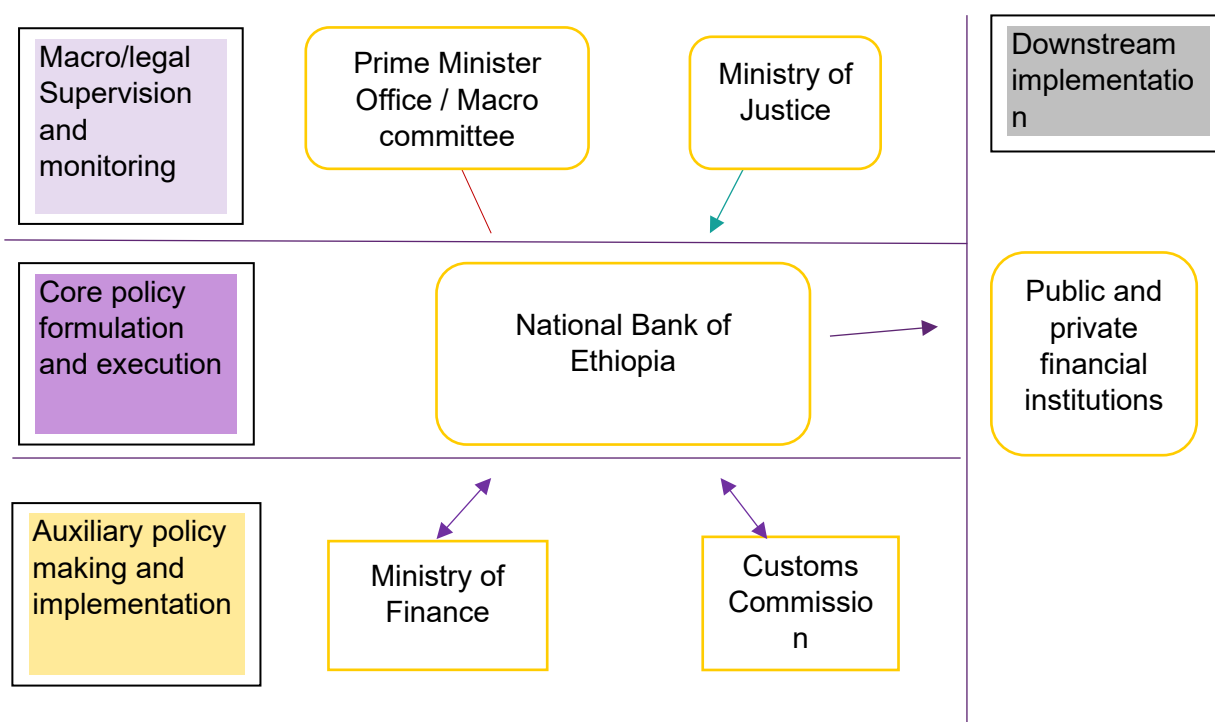 Macro/legal
Supervision
and
monitoring
Prime Minister
Office / Macro
committee
Ministry of
Justice
Downstream
implementatio
n
Core policy
formulation
and execution
National Bank of
Ethiopia
Public and
private
financial
institutions
Auxiliary policy
making and
implementation
Ministry of
Finance
Customs
Commissio
n